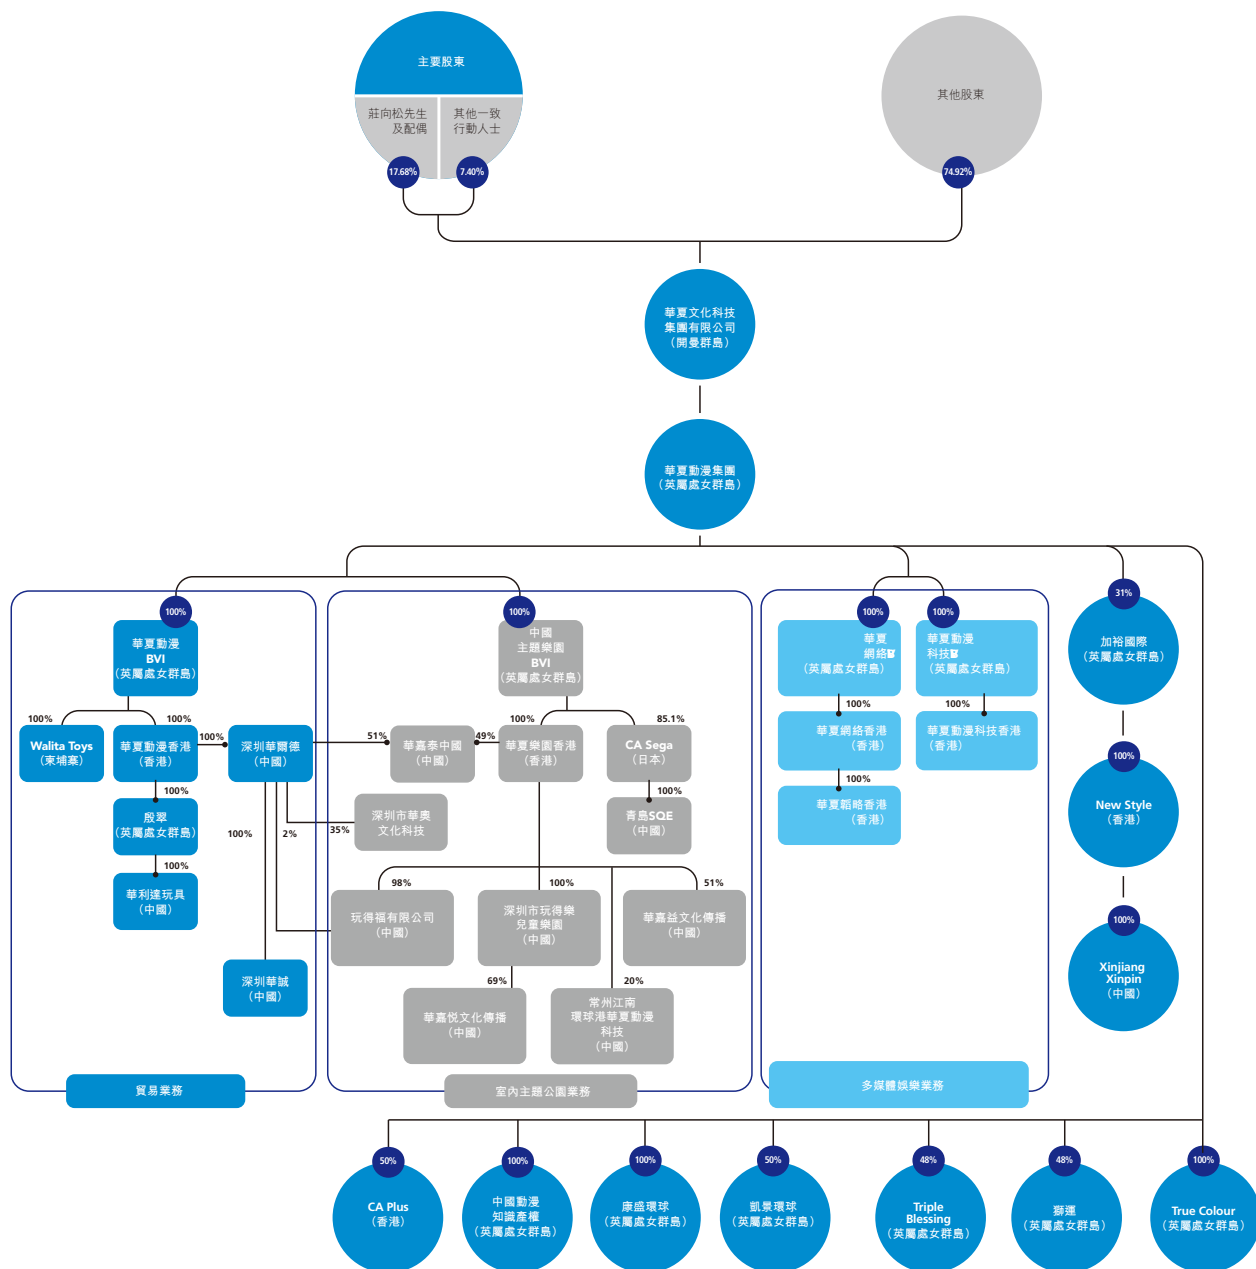 主要股東
莊向松先生
及配偶
其他一致
行動人士
17.68%
7.40%
其他股東
74.92%
華夏文化科技
集團有限公司
（開曼群島）
華夏動漫集團
（英屬處女群島）
100%
華夏動漫
BVI
（英屬處女群島）
100%
Walita Toys
（柬埔寨）
100%
華夏動漫香港
（香港）
100%
深圳華爾德
（中國）
100%
殷翠
（英屬處女群島）
100%
華利達玩具
（中國）
100%
2%
深圳華誠
（中國）
貿易業務
100%
中國
主題樂園
BVI
（英屬處女群島）
51%
華嘉泰中國
（中國）
49%
100%
華夏樂園香港
（香港）
85.1%
CA Sega
（日本）
100%
青島SQE
（中國）
35%
深圳市華奧
文化科技
98%
玩得福有限公司
（中國）
100%
深圳市玩得樂
兒童樂園
（中國）
51%
華嘉益文化傳播
（中國）
69%
華嘉悅文化傳播
（中國）
20%
常州江南
環球港華夏動漫
科技
（中國）
室內主題公園業務
100%
華夏
網絡
（英屬處女群島）
100%
華夏網絡香港
（香港）
100%
華夏韜略香港
（香港）
100%
華夏動漫
科技
（英屬處女群島）
100%
華夏動漫科技香港
（香港）
多媒體娛樂業務
31%
加裕國際
（英屬處女群島）
100%
New Style
（香港）
100%
Xinjiang
Xinpin
（中國）
50%
CA Plus
（香港）
100%
中國動漫
知識產權
（英屬處女群島）
100%
康盛環球
（英屬處女群島）
50%
凱景環球
（英屬處女群島）
48%
Triple
Blessing
（英屬處女群島）
48%
獅運
（英屬處女群島）
100%
True Colour
（英屬處女群島）